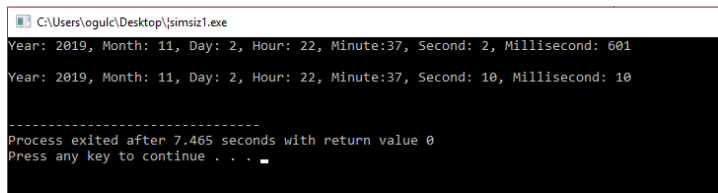 C:\Users\ogulc\Desktop\¦simsiz1.exe
Year: 2019, Month: 11, Day: 2, Hour: 22, Minute:37, Second: 2, Millisecond: 601
Year: 2019, Month: 11, Day: 2, Hour: 22, Minute:37, Second: 10, Millisecond: 10
--------------------------------
Process exited after 7.465 seconds with return value 0
Press any key to continue . . .